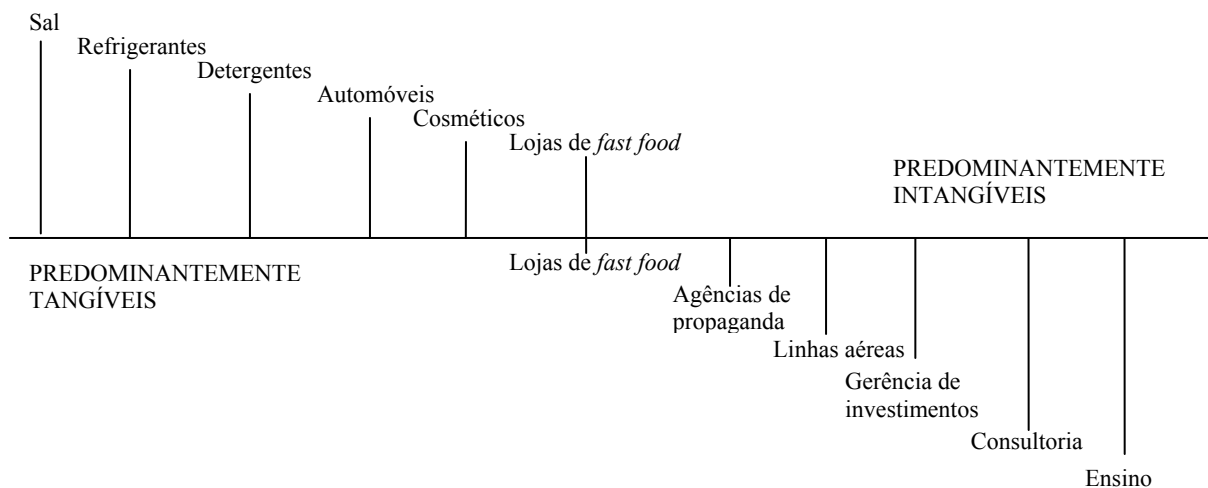 Sal
Refrigerantes
Detergentes
Automóveis
Cosméticos
Lojas de fast food
PREDOMINANTEMENTE
INTANGÍVEIS
PREDOMINANTEMENTE
TANGÍVEIS
Lojas de fast food
Agências de
propaganda
Linhas aéreas
Gerência de
investimentos
Consultoria
Ensino